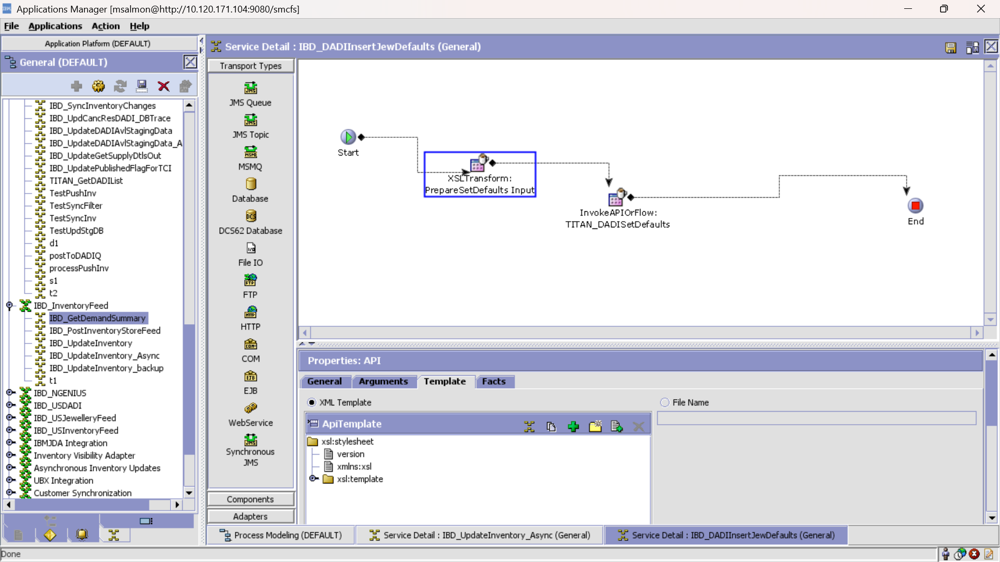 Applications Manager [msalmon@http://10.120.171.104:9080/smcfs]
File Applications Action Help
Application Platform (DEFAULT)
General (DEFAULT)
IBD_SyncInventoryChanges
IBD_UpdCancResDADI_DBTrace
IBD_UpdateDADIAvlStagingData
IBD_UpdateDADIAvlStagingData_A
IBD_UpdateGetSupplyDtlsOut
IBD_UpdatePublishedFlagForTCI
TITAN_GetDADIList
TestPushInv
TestSyncFilter
TestSyncInv
TestUpdStgDB
d1
postToDADIQ
processPushInv
s1
t2
IBD_InventoryFeed
IBD_GetDemandSummary
IBD_PostInventoryStoreFeed
IBD_UpdateInventory
IBD_UpdateInventory_Async
IBD_UpdateInventory_backup
t1
IBD_NGENIUS
IBD_USDADI
IBD_USJewelleryFeed
IBD_USInventoryFeed
IBMJDA Integration
Inventory Visibility Adapter
Asynchronous Inventory Updates
UBX Integration
Customer Synchronization
Service Detail : IBD_DADIInsertJewDefaults (General)
Transport Types
JMS Queue
JMS Topic
MSMQ
Database
DCS62 Database
File IO
FTP
HTTP
COM
EJB
WebService
Synchronous
JMS
Components
Adapters
Start
XSLTransform:
PrepareSetDefaults Input
InvokeAPIOrFlow:
TITAN_DADISetDefaults
End
Properties: API
General Arguments Template Facts
XML Template
File Name
ApiTemplate
xsl:stylesheet
version
xmlns:xsl
xsl:template
Process Modeling (DEFAULT)
Service Detail : IBD_UpdateInventory_Async (General)
Service Detail : IBD_DADIInsertJewDefaults (General)
Done